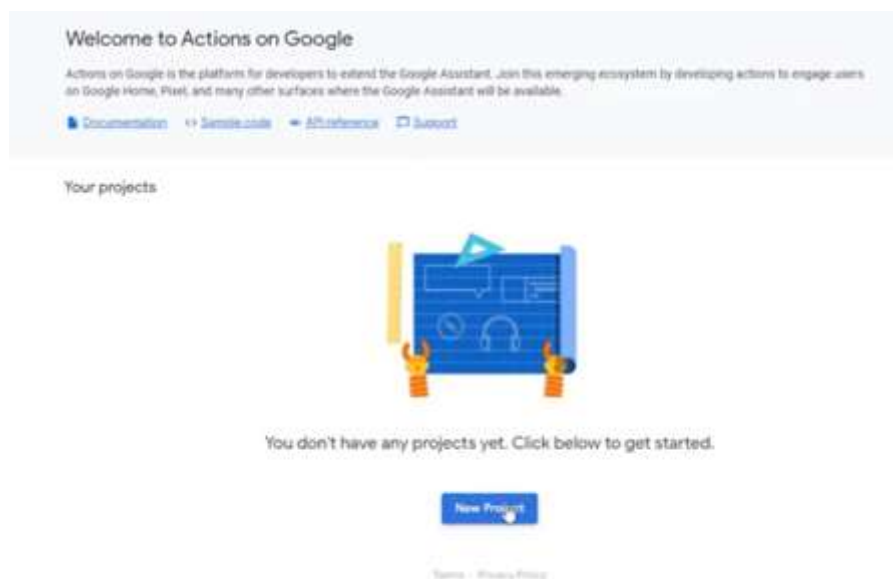 Welcome to Actions on Google
Actions on Google is the platform for developers to extend the Google Assistant. Join this emerging ecosystem by developing actions to engage users
on Google Home, Pixel, and many other surfaces where the Google Assistant will be available.
Documentation <> Sample code API reference Support
Your projects
You don't have any projects yet. Click below to get started.
New Project
Terms - Privacy Policy